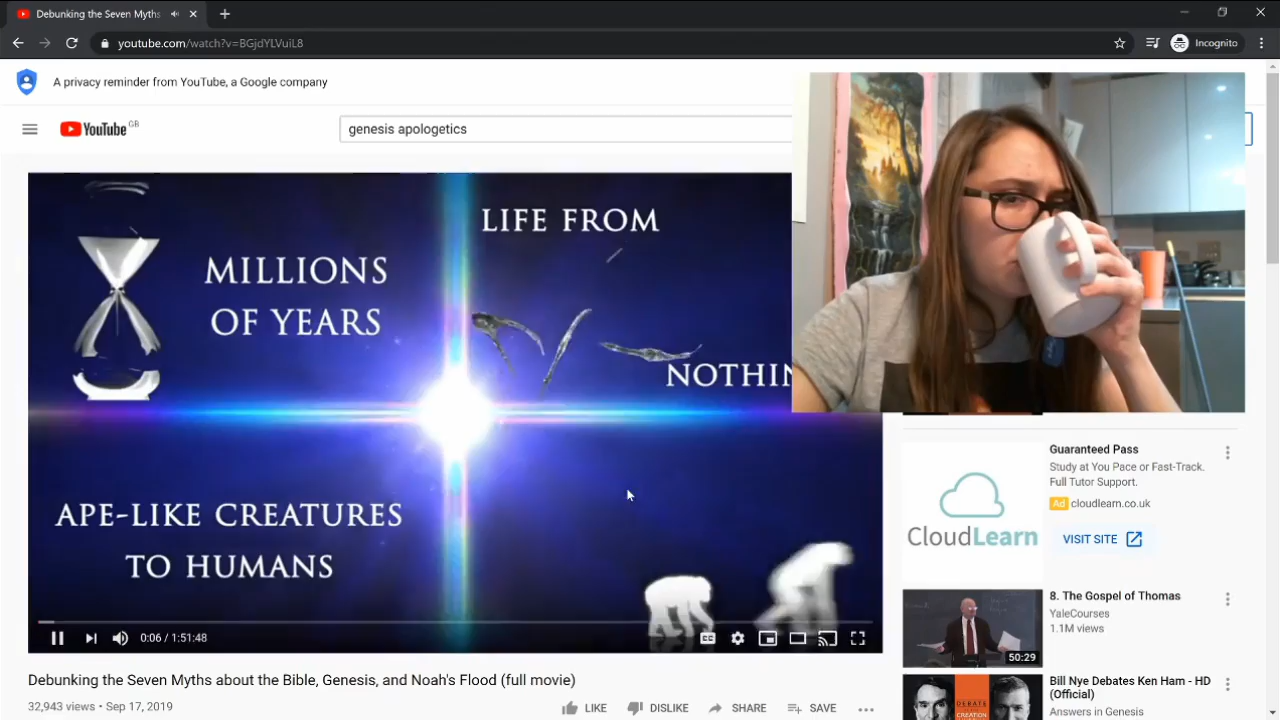 Debunking the Seven Myths
youtube.com/watch?v=BGjdYLVuiL8
Incognito
A privacy reminder from YouTube, a Google company
YouTube GB
genesis apologetics
LIFE FROM
MILLIONS
OF YEARS
NOTHIN
APE-LIKE CREATURES
TO HUMANS
0:06 / 1:51:48
CC
Guaranteed Pass
Study at You Pace or Fast-Track.
Full Tutor Support.
Ad cloudlearn.co.uk
CloudLearn
VISIT SITE
8. The Gospel of Thomas
YaleCourses
1.1M views
50:29
Debunking the Seven Myths about the Bible, Genesis, and Noah's Flood (full movie)
32,943 views • Sep 17, 2019
LIKE
DISLIKE
SHARE
SAVE
Bill Nye Debates Ken Ham - HD
(Official)
Answers in Genesis
DEBATE